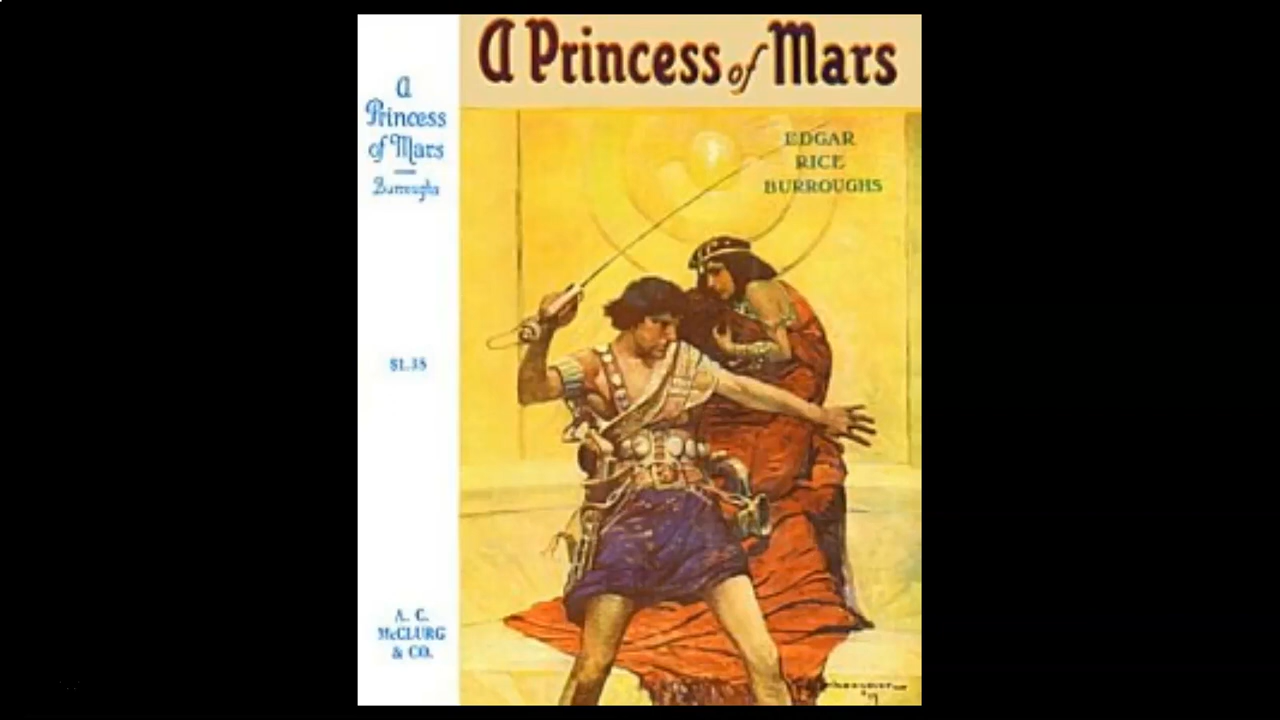 A
Princess
of Mars
Burroughs
$1.35
A. C.
McCLURG
& CO.
A Princess of Mars
EDGAR
RICE
BURROUGHS